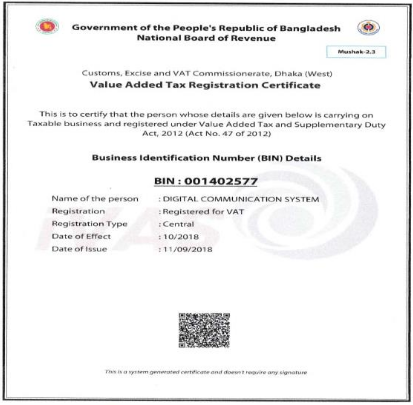 Government of the People's Republic of Bangladesh
National Board of Revenue
Mushak-2.3
Customs, Excise and VAT Commissionerate, Dhaka (West)
Value Added Tax Registration Certificate
This is to certify that the person whose details are given below is carrying on
Taxable business and registered under Value Added Tax and Supplementary Duty
Act, 2012 (Act No. 47 of 2012)
Business Identification Number (BIN) Details
BIN : 001402577
Name of the person : DIGITAL COMMUNICATION SYSTEM
Registration : Registered for VAT
Registration Type : Central
Date of Effect : 10/2018
Date of Issue : 11/09/2018
This is a system generated certificate and doesn't require any signature